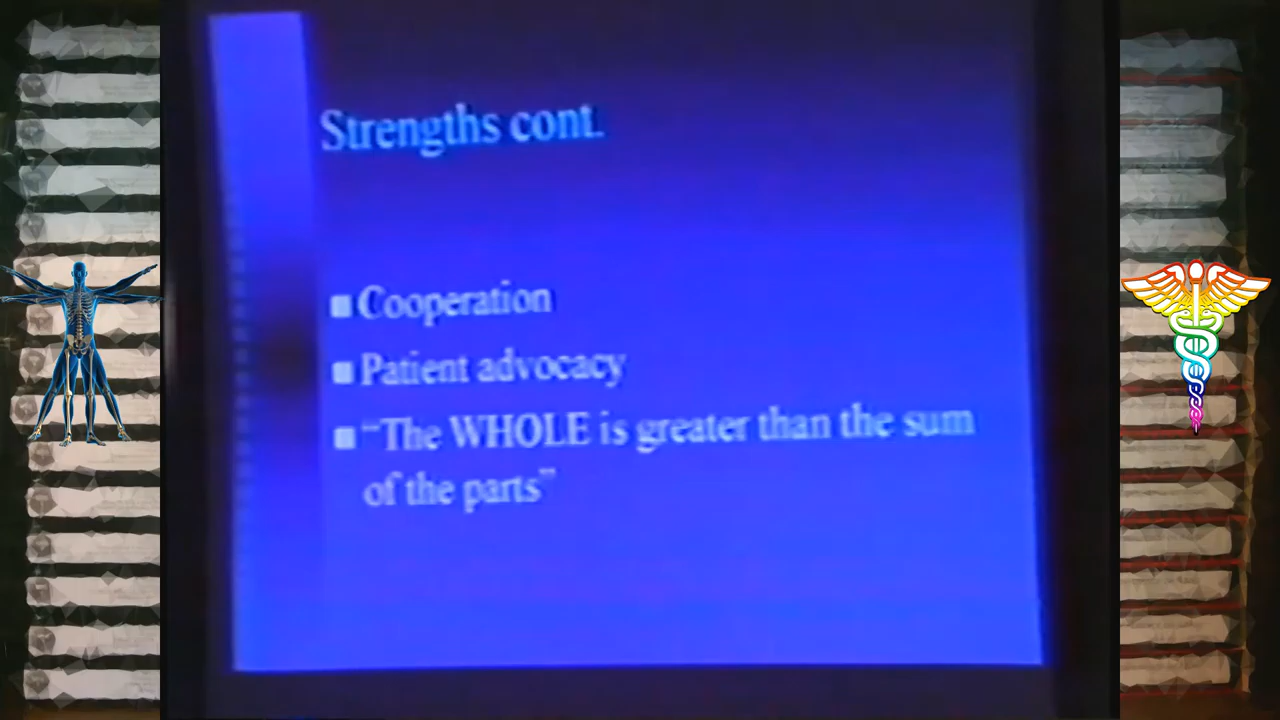 Strengths cont.
Cooperation
Patient advocacy
“The WHOLE is greater than the sum
of the parts”